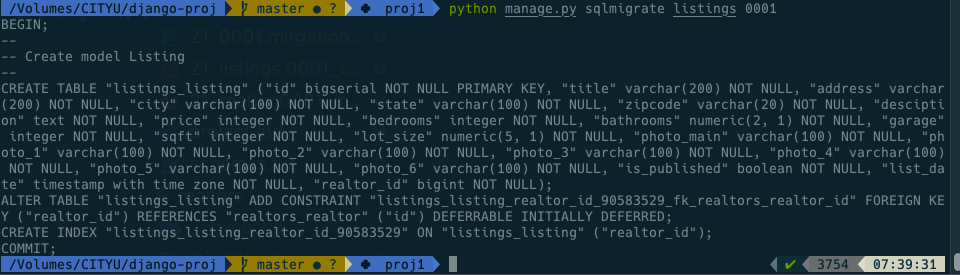 /Volumes/CITYU/django-proj master ● ? proj1 python manage.py sqlmigrate listings 0001
BEGIN;
--
-- Create model Listing
--
CREATE TABLE "listings_listing" ("id" bigserial NOT NULL PRIMARY KEY, "title" varchar(200) NOT NULL, "address" varchar
(200) NOT NULL, "city" varchar(100) NOT NULL, "state" varchar(100) NOT NULL, "zipcode" varchar(20) NOT NULL, "descipti
on" text NOT NULL, "price" integer NOT NULL, "bedrooms" integer NOT NULL, "bathrooms" numeric(2, 1) NOT NULL, "garage"
 integer NOT NULL, "sqft" integer NOT NULL, "lot_size" numeric(5, 1) NOT NULL, "photo_main" varchar(100) NOT NULL, "ph
oto_1" varchar(100) NOT NULL, "photo_2" varchar(100) NOT NULL, "photo_3" varchar(100) NOT NULL, "photo_4" varchar(100)
 NOT NULL, "photo_5" varchar(100) NOT NULL, "photo_6" varchar(100) NOT NULL, "is_published" boolean NOT NULL, "list_da
te" timestamp with time zone NOT NULL, "realtor_id" bigint NOT NULL);
ALTER TABLE "listings_listing" ADD CONSTRAINT "listings_listing_realtor_id_90583529_fk_realtors_realtor_id" FOREIGN KE
Y ("realtor_id") REFERENCES "realtors_realtor" ("id") DEFERRABLE INITIALLY DEFERRED;
CREATE INDEX "listings_listing_realtor_id_90583529" ON "listings_listing" ("realtor_id");
COMMIT;
/Volumes/CITYU/django-proj master ● ? proj1 ✔ 3754 07:39:31